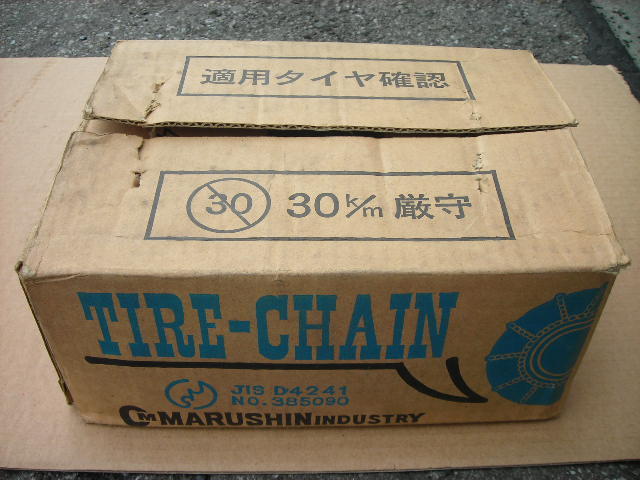 適用タイヤ確認
30 30k/m 厳守
TIRE-CHAIN
JIS D4241
NO. 385090
CM MARUSHIN INDUSTRY